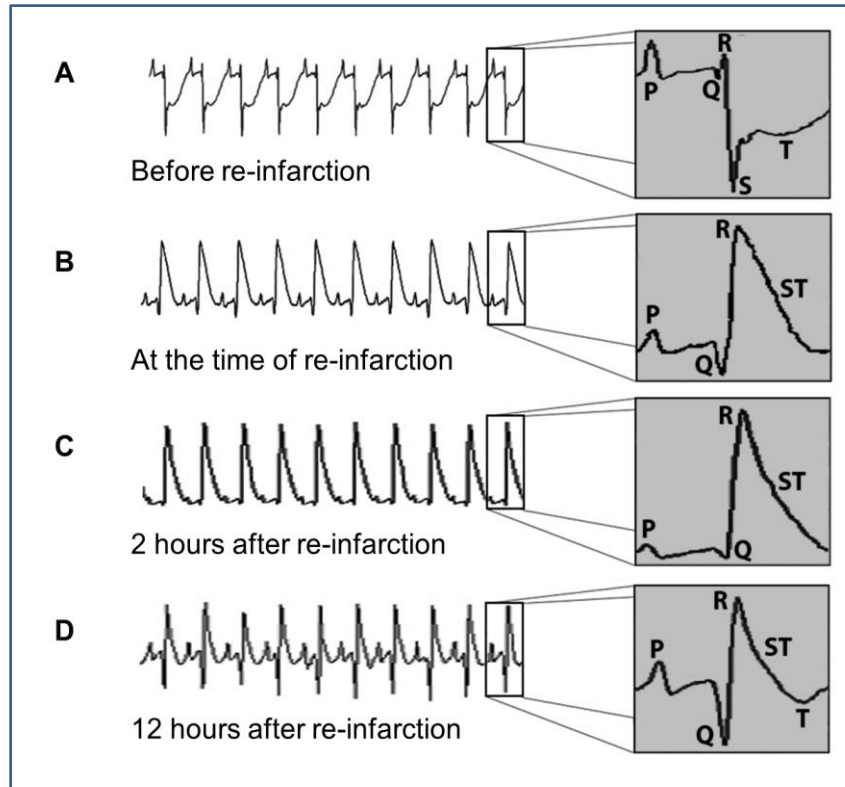 A
P
Q
R
S
T
Before re-infarction
B
P
Q
R
ST
At the time of re-infarction
C
P
Q
R
ST
2 hours after re-infarction
D
P
Q
R
ST
T
12 hours after re-infarction